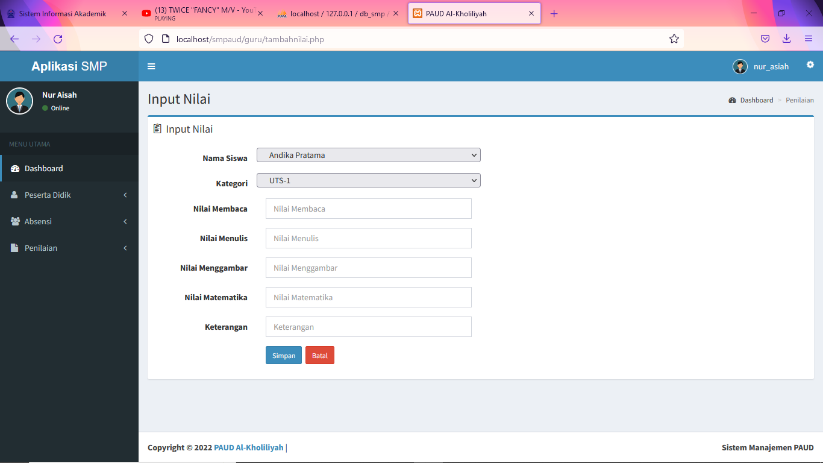 Sistem Informasi Akademik
(13) TWICE "FANCY" M/V - You
PLAYING
localhost / 127.0.0.1 / db_smp /
PAUD Al-Kholiliyah
localhost/smpaud/guru/tambahnilai.php
Aplikasi SMP
nur_asiah
Nur Aisah
Online
Input Nilai
Dashboard
Penilaian
MENU UTAMA
Dashboard
Peserta Didik
Absensi
Penilaian
Input Nilai
Nama Siswa
Andika Pratama
Kategori
UTS-1
Nilai Membaca
Nilai Membaca
Nilai Menulis
Nilai Menulis
Nilai Menggambar
Nilai Menggambar
Nilai Matematika
Nilai Matematika
Keterangan
Keterangan
Simpan
Batal
Copyright © 2022 PAUD Al-Kholiliyah |
Sistem Manajemen PAUD